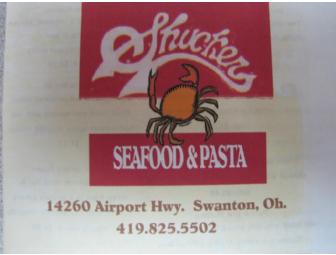 Shuckers
SEAFOOD & PASTA
14260 Airport Hwy. Swanton, Oh.
419.825.5502